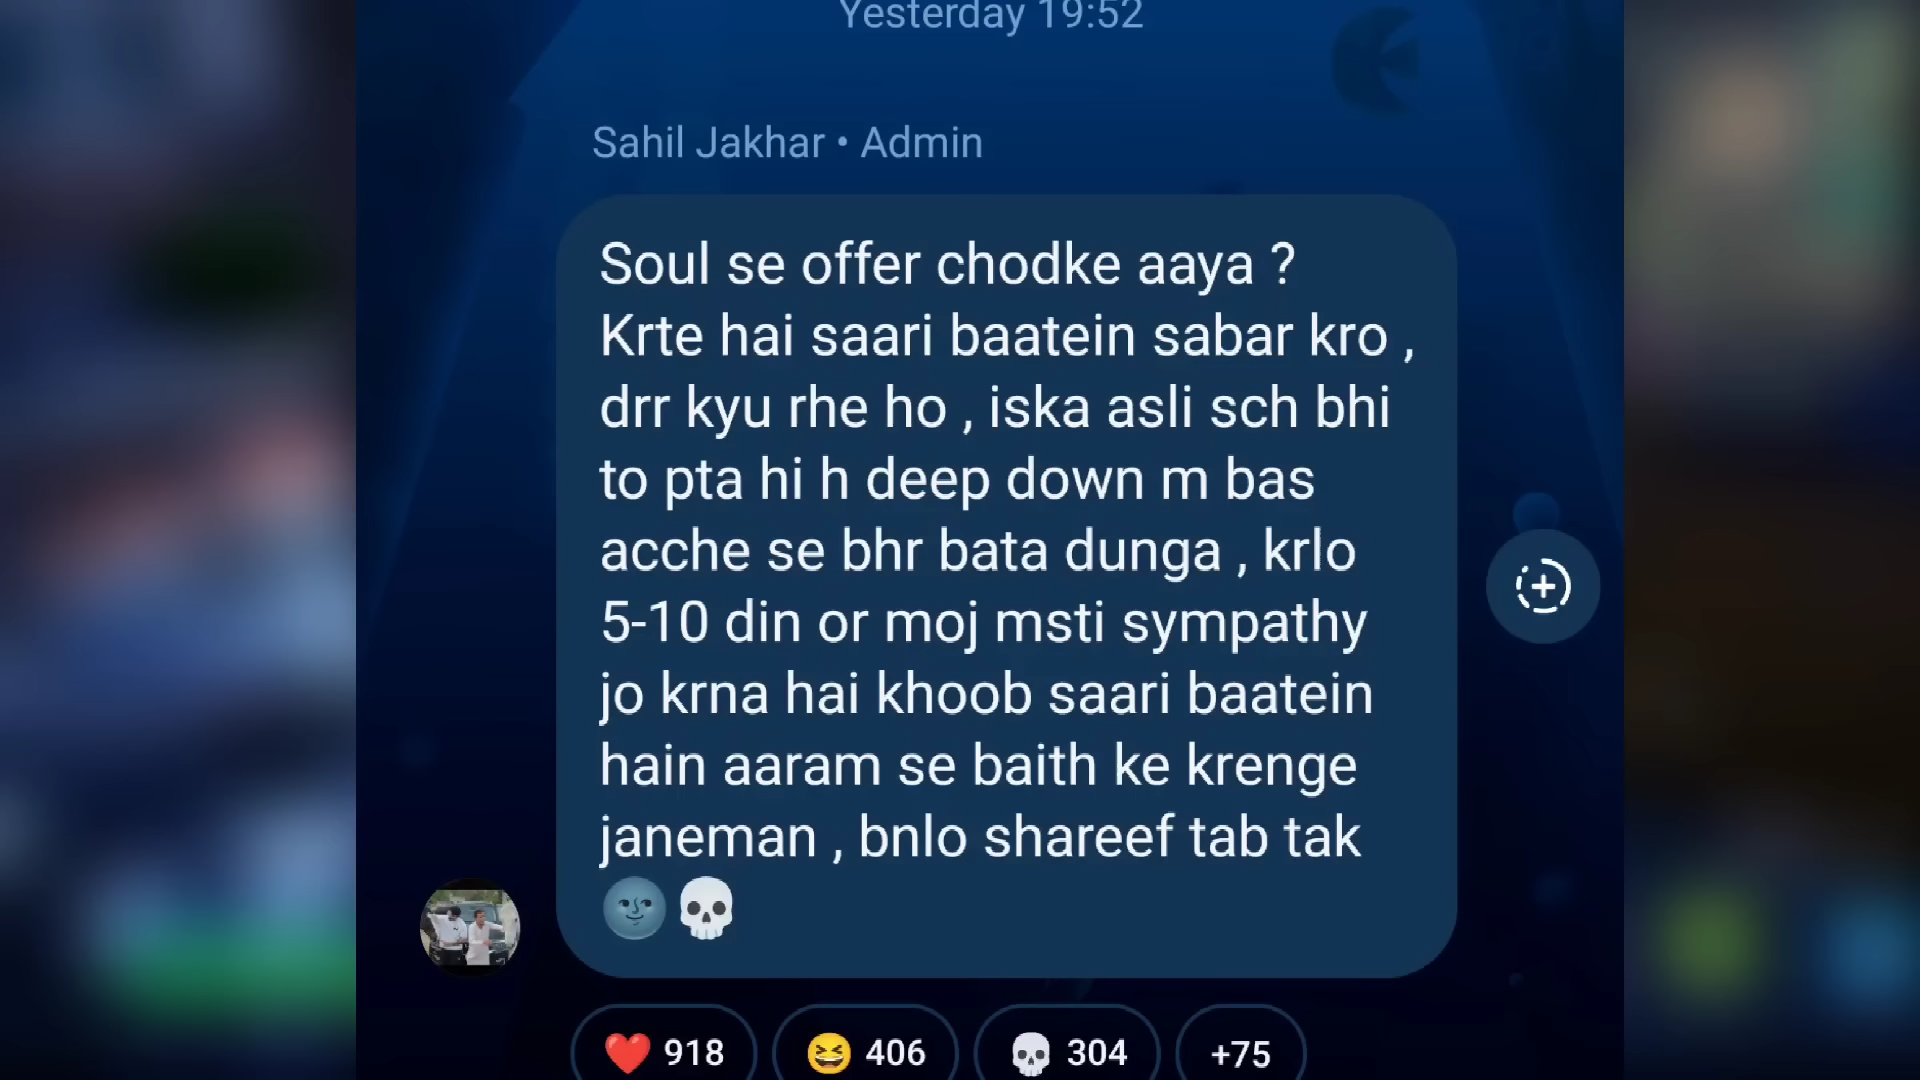 Yesterday 19:52
Sahil Jakhar • Admin
Soul se offer chodke aaya ?
Krte hai saari baatein sabar kro ,
drr kyu rhe ho , iska asli sch bhi
to pta hi h deep down m bas
acche se bhr bata dunga , krlo
5-10 din or moj msti sympathy
jo krna hai khoob saari baatein
hain aaram se baith ke krenge
janeman , bnlo shareef tab tak
🌚💀
❤️ 918 😆 406 💀 304 +75